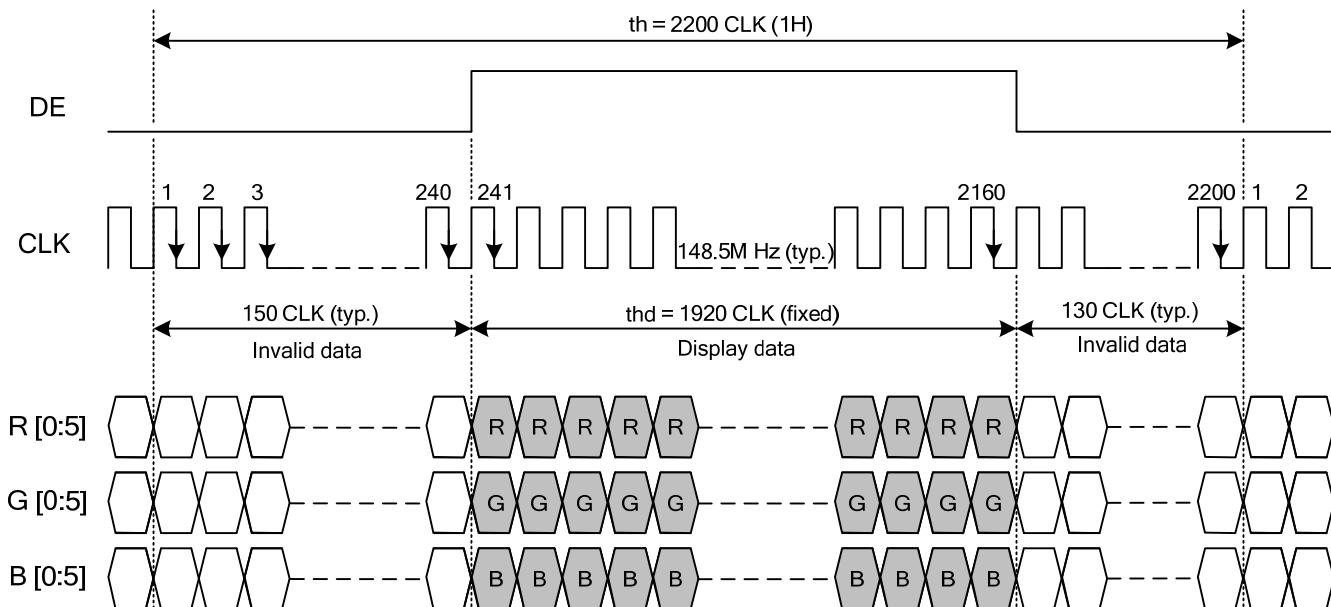 th = 2200 CLK (1H)
DE
1 2 3 240 241 2160 2200 1 2
CLK
148.5M Hz (typ.)
150 CLK (typ.) thd = 1920 CLK (fixed) 130 CLK (typ.)
Invalid data Display data Invalid data
R [0:5] R R R R R R R R R
G [0:5] G G G G G G G G G
B [0:5] B B B B B B B B B